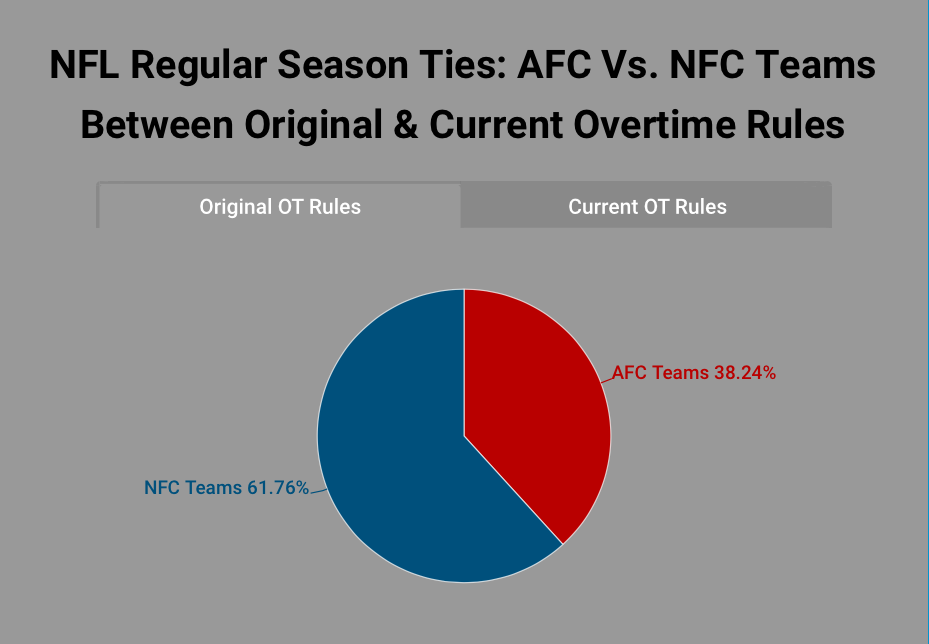 NFL Regular Season Ties: AFC Vs. NFC Teams
Between Original & Current Overtime Rules
Original OT Rules
Current OT Rules
AFC Teams 38.24%
NFC Teams 61.76%